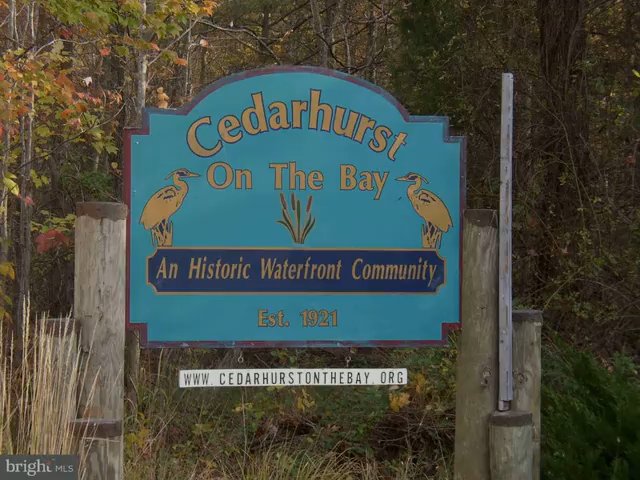 Cedarhurst
On The Bay
An Historic Waterfront Community
Est. 1921
WWW.CEDARHURSTONTHEBAY.ORG
bright MLS